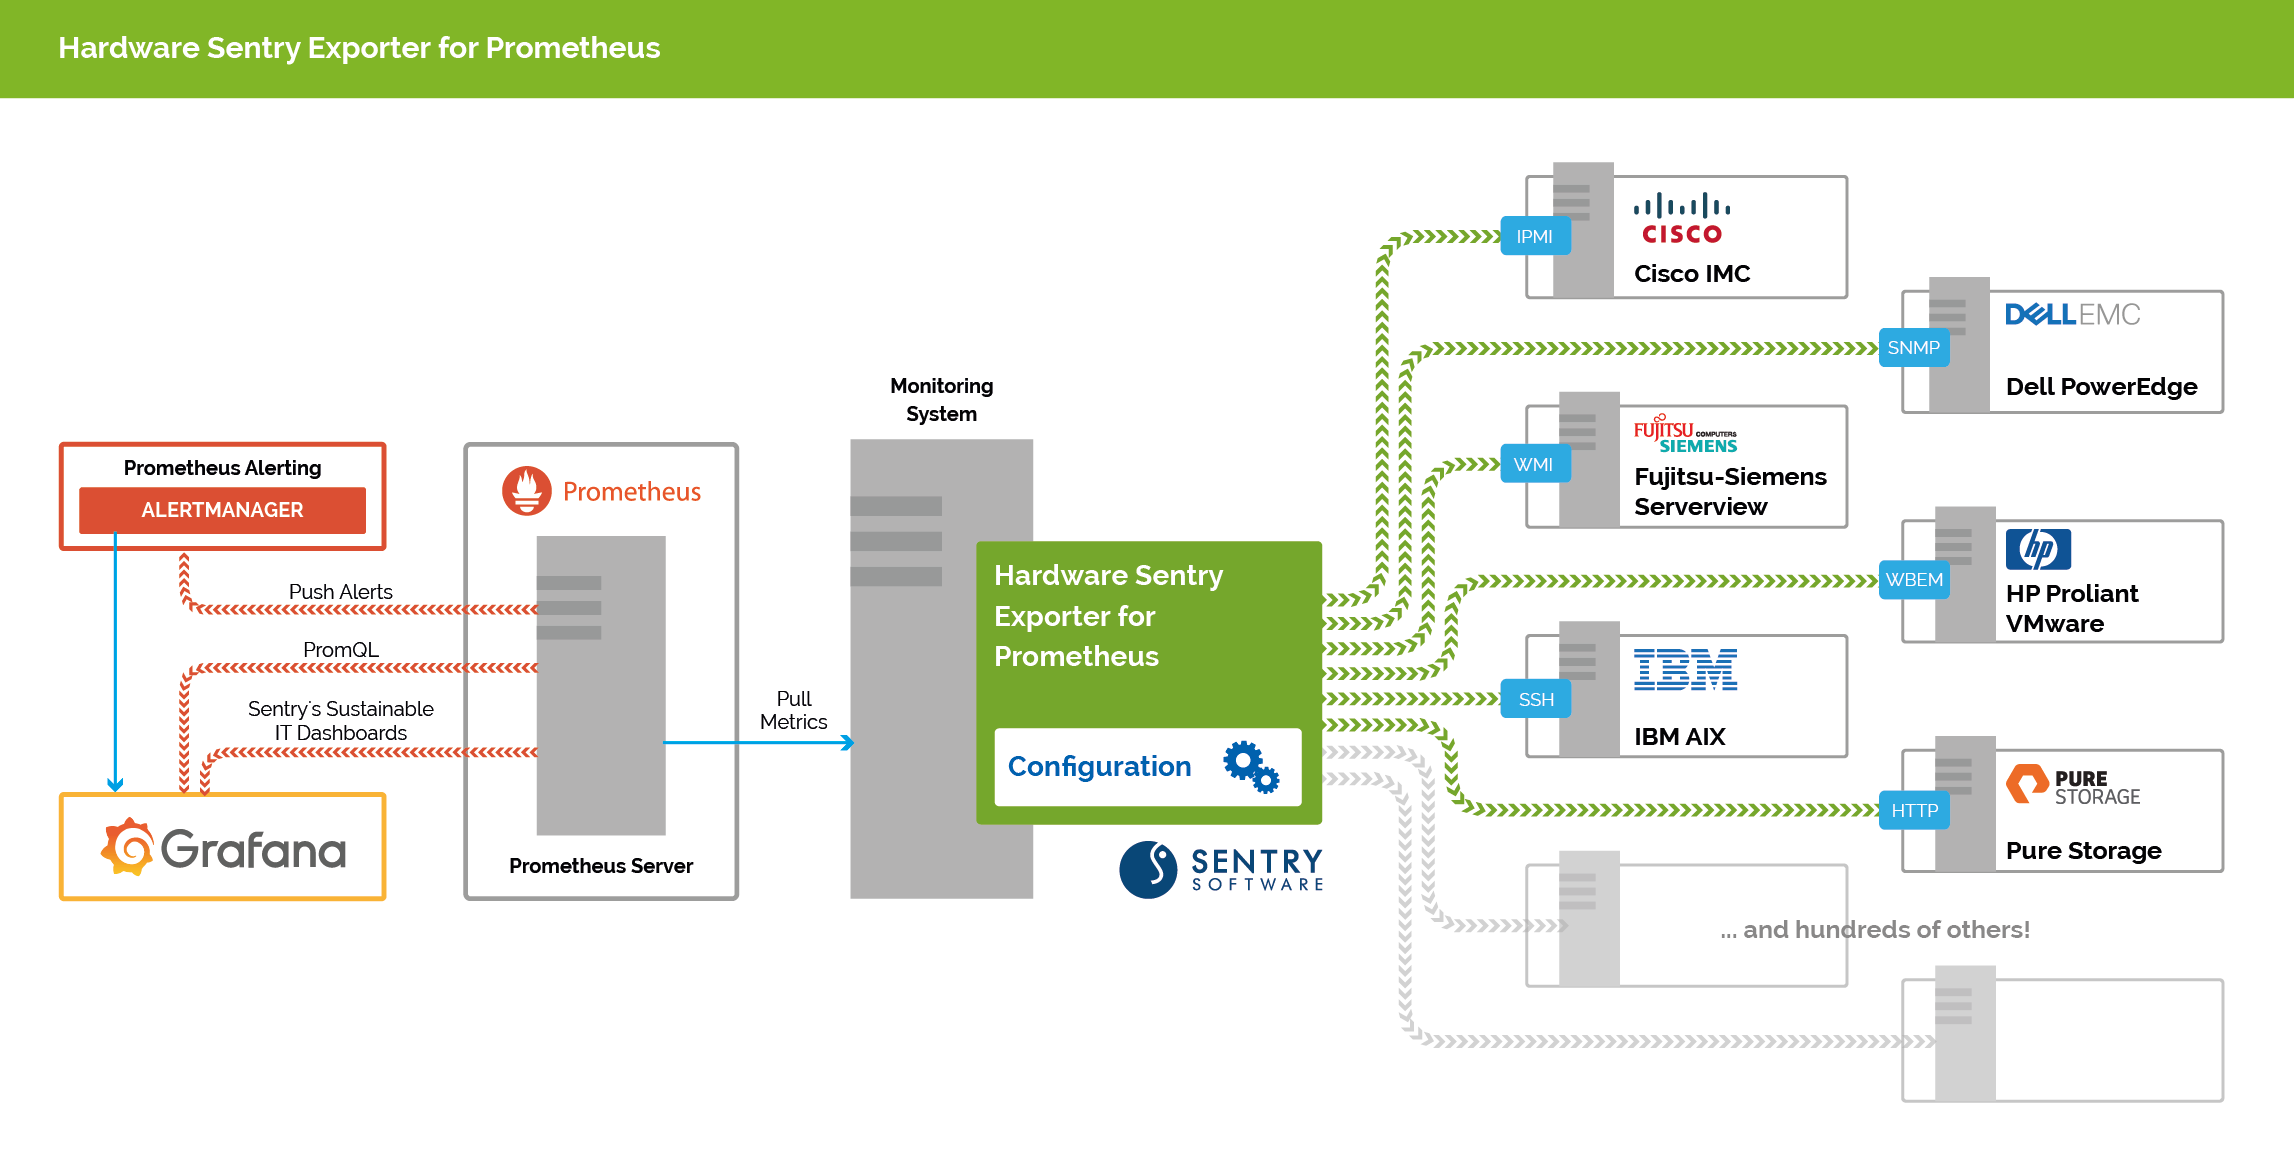 Hardware Sentry Exporter for Prometheus
Prometheus Alerting
ALERTMANAGER
Push Alerts
PromQL
Sentry's Sustainable
IT Dashboards
Grafana
Prometheus
Prometheus Server
Pull
Metrics
Monitoring
System
Hardware Sentry
Exporter for
Prometheus
Configuration
SENTRY
SOFTWARE
IPMI
CISCO
Cisco IMC
SNMP
DELLEMC
Dell PowerEdge
WMI
FUJITSU COMPUTERS
SIEMENS
Fujitsu-Siemens
Serverview
WBEM
hp
HP Proliant
VMware
SSH
IBM
IBM AIX
HTTP
PURE
STORAGE
Pure Storage
... and hundreds of others!